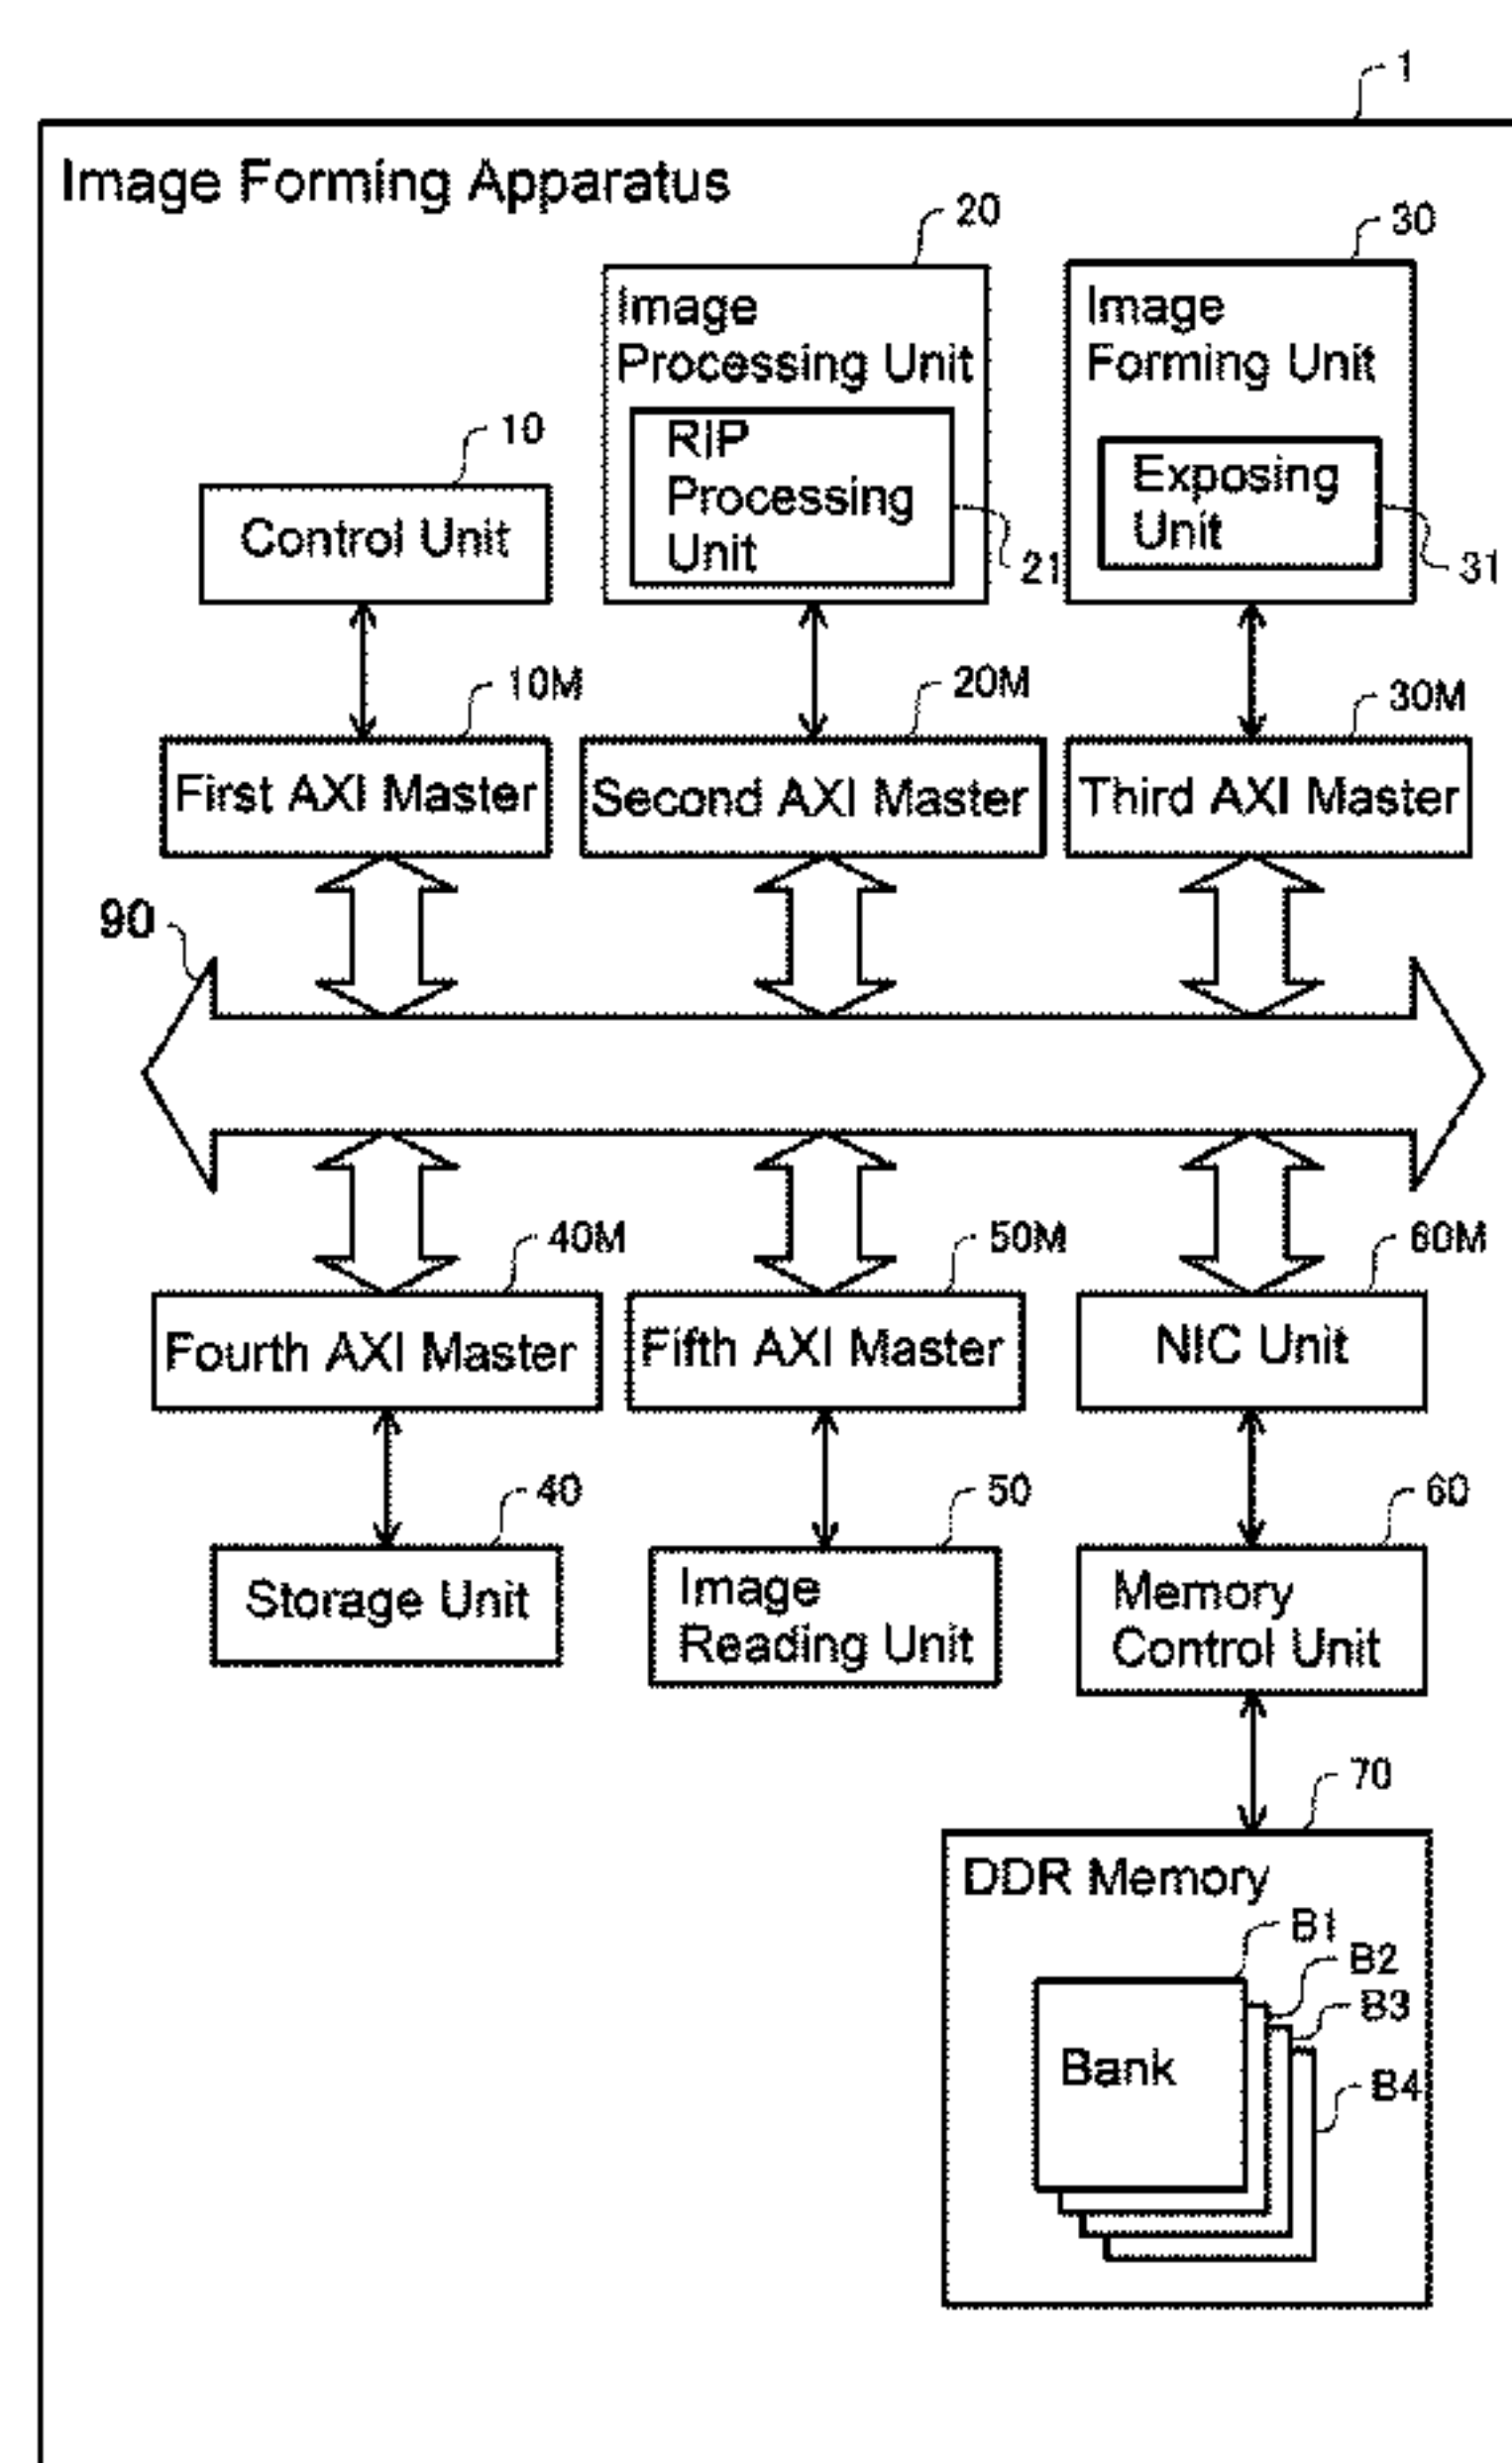 1
Image Forming Apparatus
20
30
Image
Processing Unit
Image
Forming Unit
10
RIP
Processing
Unit
Exposing
Unit
Control Unit
21
31
10M
20M
30M
First AXI Master
Second AXI Master
Third AXI Master
90
40M
50M
60M
Fourth AXI Master
Fifth AXI Master
NIC Unit
40
50
60
Storage Unit
Image
Reading Unit
Memory
Control Unit
70
DDR Memory
B1
B2
B3
Bank
B4